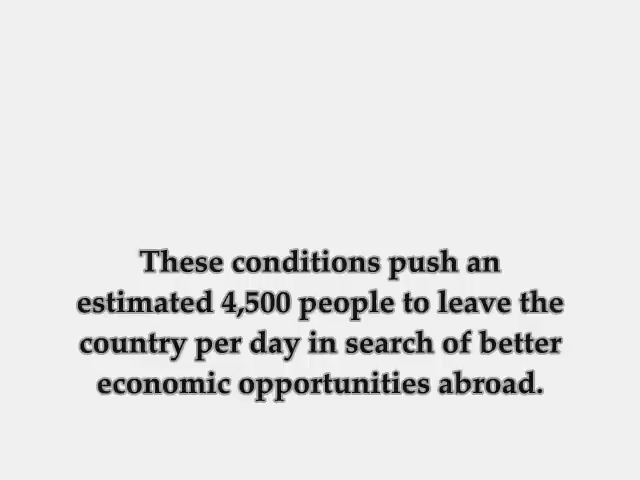 These conditions push an
estimated 4,500 people to leave the
country per day in search of better
economic opportunities abroad.